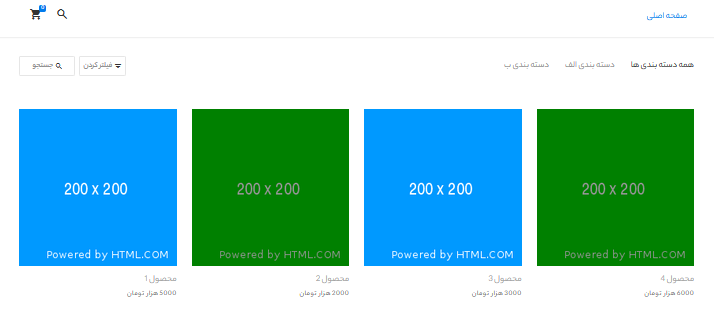 صفحه اصلی
0
همه دسته بندی ها
دسته بندی الف
دسته بندی ب
فیلتر کردن
جستجو
200 x 200
Powered by HTML.COM
محصول 4
6000 هزار تومان
200 x 200
Powered by HTML.COM
محصول 3
3000 هزار تومان
200 x 200
Powered by HTML.COM
محصول 2
2000 هزار تومان
200 x 200
Powered by HTML.COM
محصول 1
5000 هزار تومان